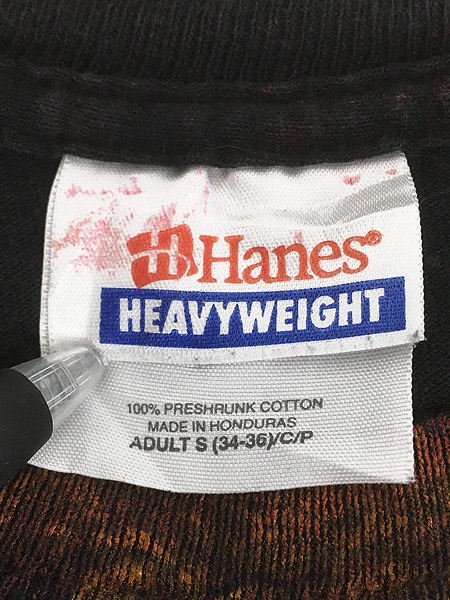 Hanes®
HEAVYWEIGHT
100% PRESHRUNK COTTON
MADE IN HONDURAS
ADULT S (34-36)/C/P